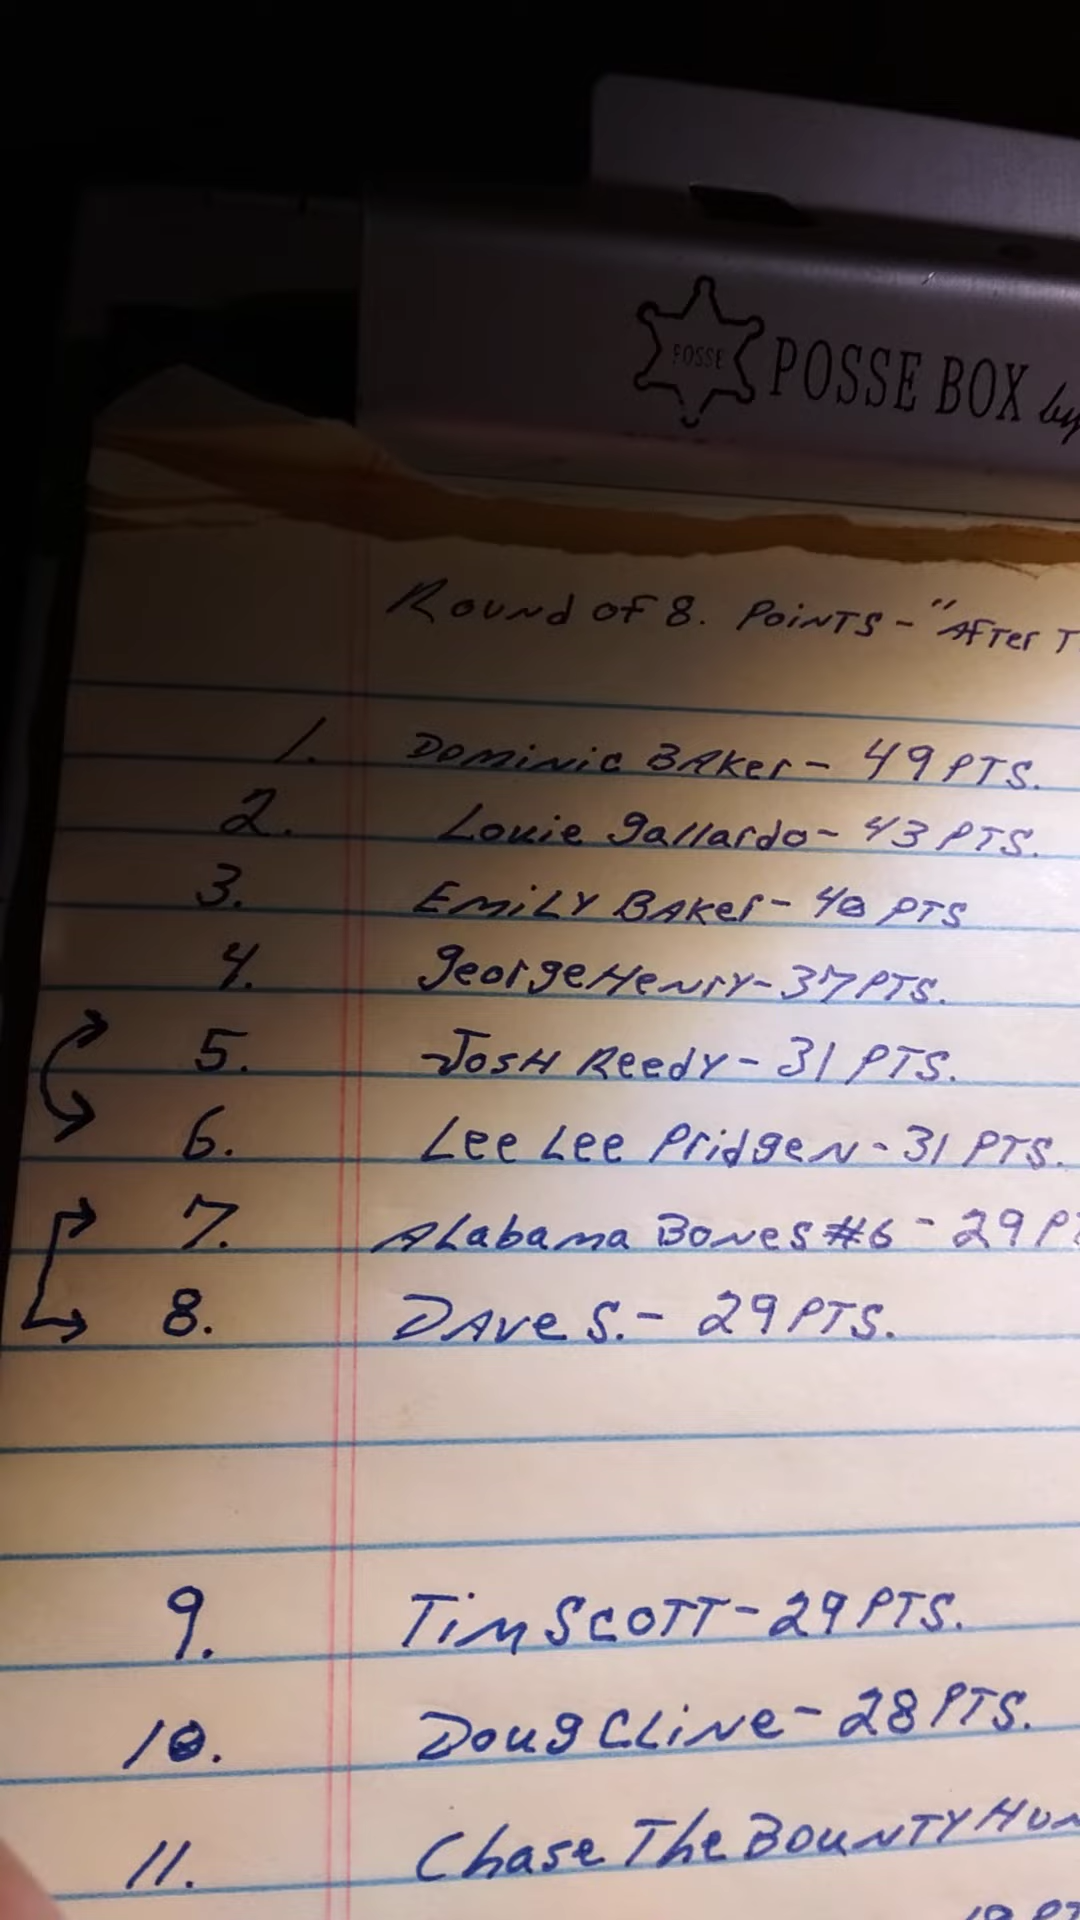 POSSE
POSSE BOX by
Round of 8. Points - "After T
1. Dominic Baker - 49 PTS.
2. Louie gallardo - 43 PTS.
3. Emily Baker - 40 PTS
4. george Henry - 37 PTS.
5. Josh Reedy - 31 PTS.
6. Lee Lee Pridgen - 31 PTS.
7. Alabama Bones #6 - 29 PT
8. Dave S. - 29 PTS.
9. Tim Scott - 29 PTS.
10. Doug Cline - 28 PTS.
11. Chase The Bounty Hun